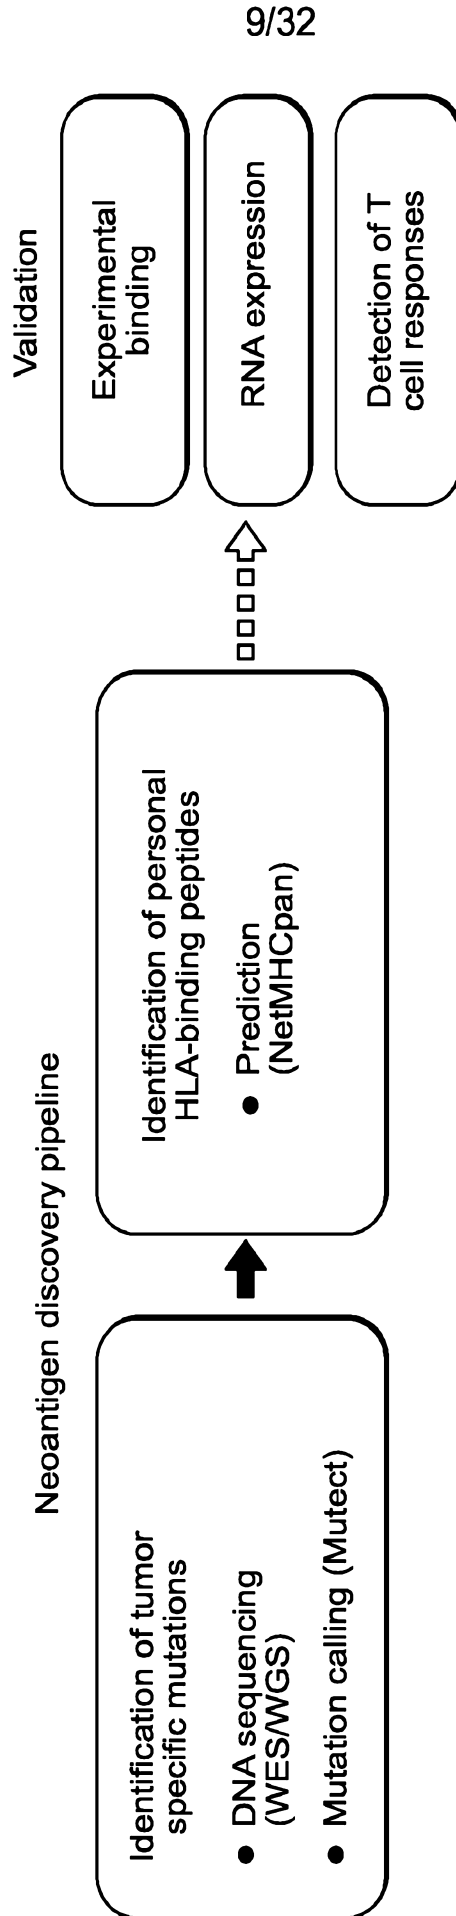 9/32
Neoantigen discovery pipeline
Identification of tumor
specific mutations
● DNA sequencing
(WES/WGS)
● Mutation calling (Mutect)
Identification of personal
HLA-binding peptides
● Prediction
(NetMHCpan)
Validation
Experimental
binding
RNA expression
Detection of T
cell responses